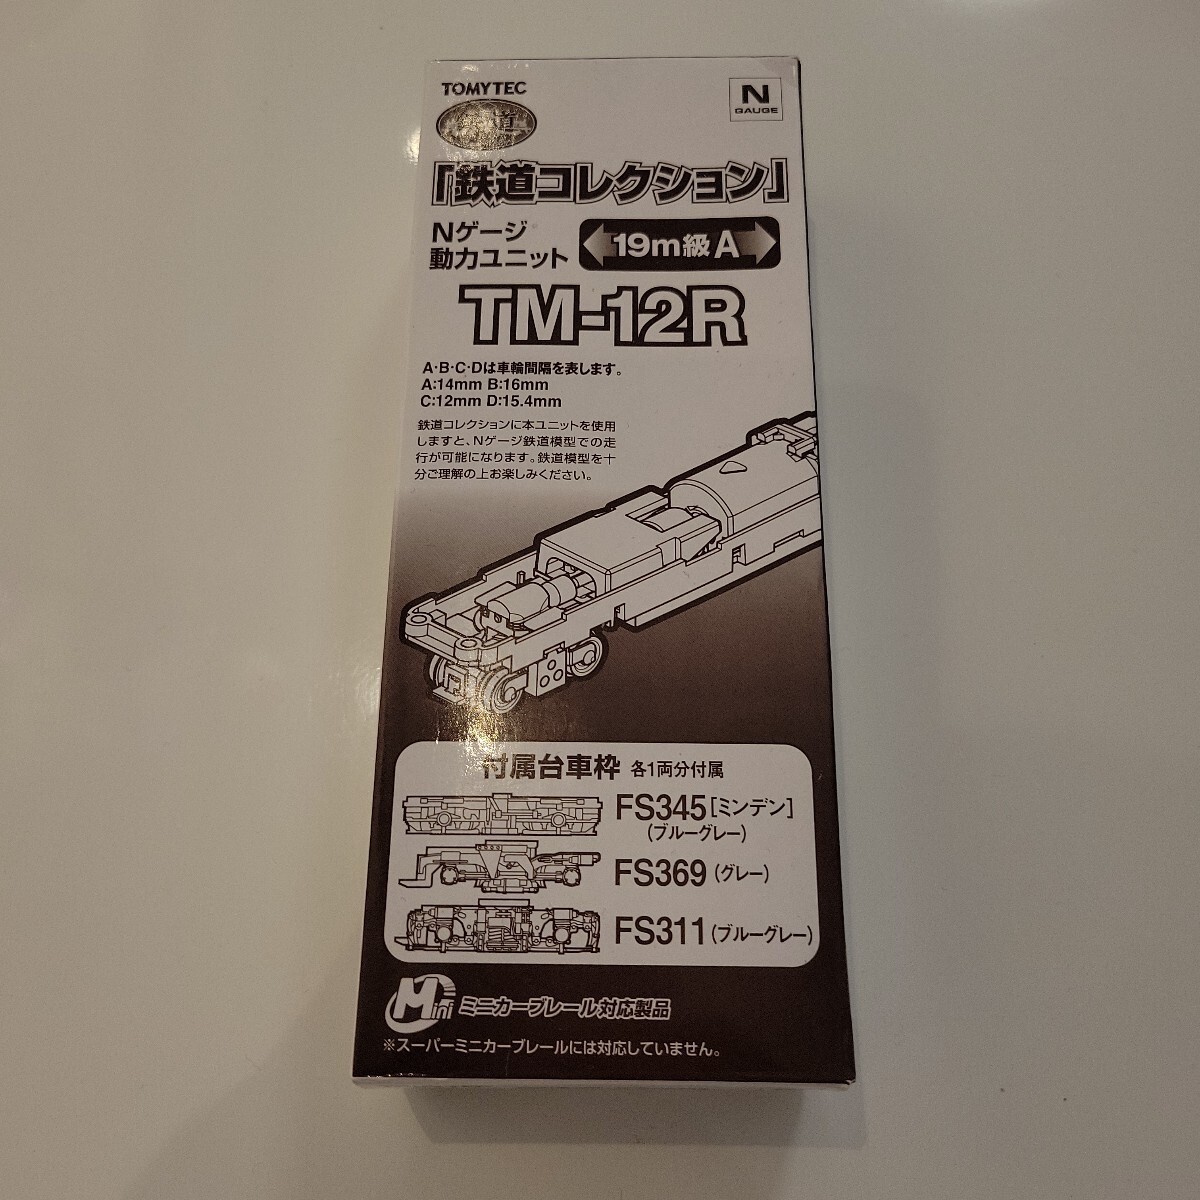 TOMYTEC
N
GAUGE
「鉄道コレクション」
Nゲージ
動力ユニット
19m級A
TM-12R
A・B・C・Dは車輪間隔を表します。
A:14mm B:16mm
C:12mm D:15.4mm
鉄道コレクションに本ユニットを使用
しますと、Nゲージ鉄道模型での走
行が可能になります。鉄道模型を十
分ご理解の上お楽しみください。
付属台車枠 各1両分付属
FS345[ミンデン]
(ブルーグレー)
FS369(グレー)
FS311(ブルーグレー)
Mini ミニカーブレール対応製品
※スーパーミニカーブレールには対応していません。